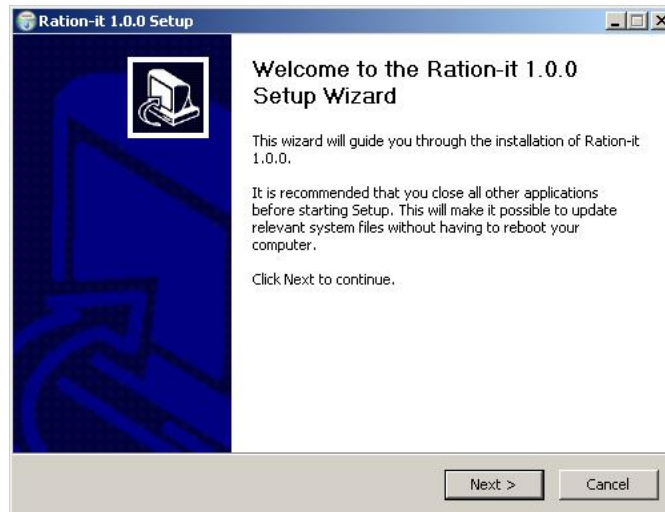 Ration-it 1.0.0 Setup
Welcome to the Ration-it 1.0.0
Setup Wizard
This wizard will guide you through the installation of Ration-it
1.0.0.
It is recommended that you close all other applications
before starting Setup. This will make it possible to update
relevant system files without having to reboot your
computer.
Click Next to continue.
Next >
Cancel